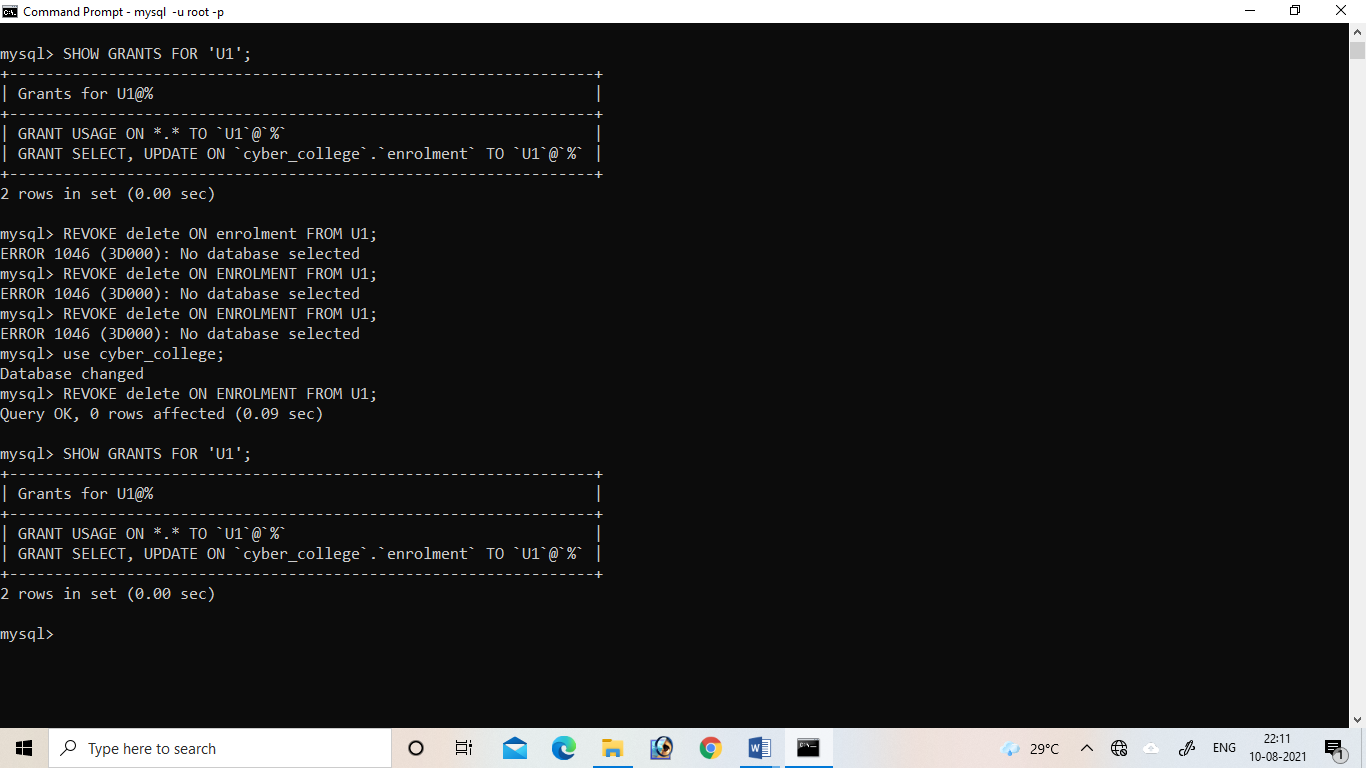 Command Prompt - mysql -u root -p
mysql> SHOW GRANTS FOR 'U1';
+-----------------------------------------------------------------+
| Grants for U1@% |
+-----------------------------------------------------------------+
| GRANT USAGE ON *.* TO `U1`@`%` |
| GRANT SELECT, UPDATE ON `cyber_college`.`enrolment` TO `U1`@`%` |
+-----------------------------------------------------------------+
2 rows in set (0.00 sec)
mysql> REVOKE delete ON enrolment FROM U1;
ERROR 1046 (3D000): No database selected
mysql> REVOKE delete ON ENROLMENT FROM U1;
ERROR 1046 (3D000): No database selected
mysql> REVOKE delete ON ENROLMENT FROM U1;
ERROR 1046 (3D000): No database selected
mysql> use cyber_college;
Database changed
mysql> REVOKE delete ON ENROLMENT FROM U1;
Query OK, 0 rows affected (0.09 sec)
mysql> SHOW GRANTS FOR 'U1';
+-----------------------------------------------------------------+
| Grants for U1@% |
+-----------------------------------------------------------------+
| GRANT USAGE ON *.* TO `U1`@`%` |
| GRANT SELECT, UPDATE ON `cyber_college`.`enrolment` TO `U1`@`%` |
+-----------------------------------------------------------------+
2 rows in set (0.00 sec)
mysql>
Type here to search
29°C
ENG
22:11
10-08-2021
1